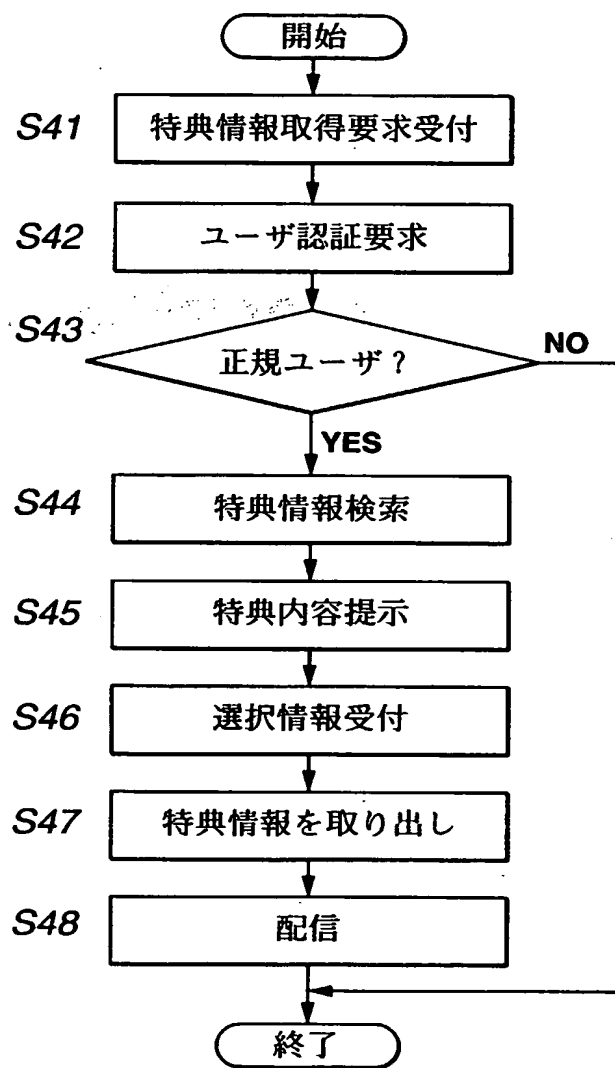 開始
S41
特典情報取得要求受付
S42
ユーザ認証要求
S43
正規ユーザ?
NO
YES
S44
特典情報検索
S45
特典内容提示
S46
選択情報受付
S47
特典情報を取り出し
S48
配信
終了